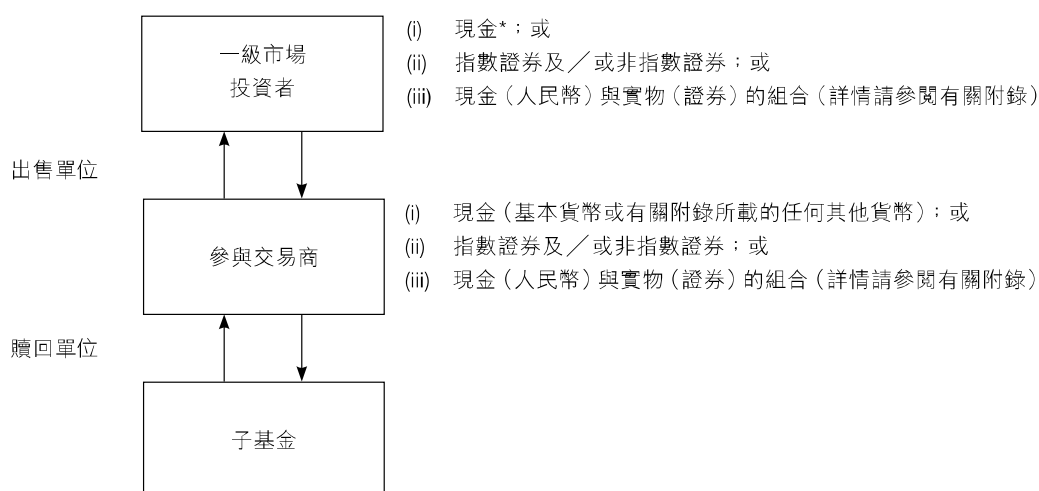 一級市場
投資者
(i) 現金*；或
(ii) 指數證券及／或非指數證券；或
(iii) 現金（人民幣）與實物（證券）的組合（詳情請參閱有關附錄）
出售單位
參與交易商
(i) 現金（基本貨幣或有關附錄所載的任何其他貨幣）；或
(ii) 指數證券及／或非指數證券；或
(iii) 現金（人民幣）與實物（證券）的組合（詳情請參閱有關附錄）
贖回單位
子基金